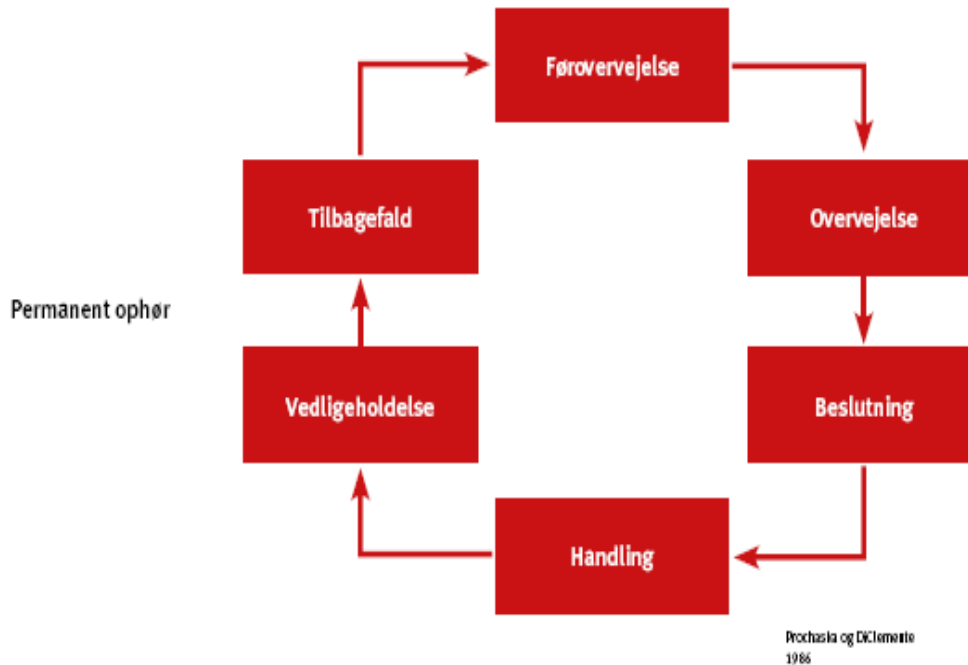 Førovervejelse
Overvejelse
Beslutning
Handling
Vedligeholdelse
Tilbagefald
Permanent ophør
Prochaska og DiClemente
1986